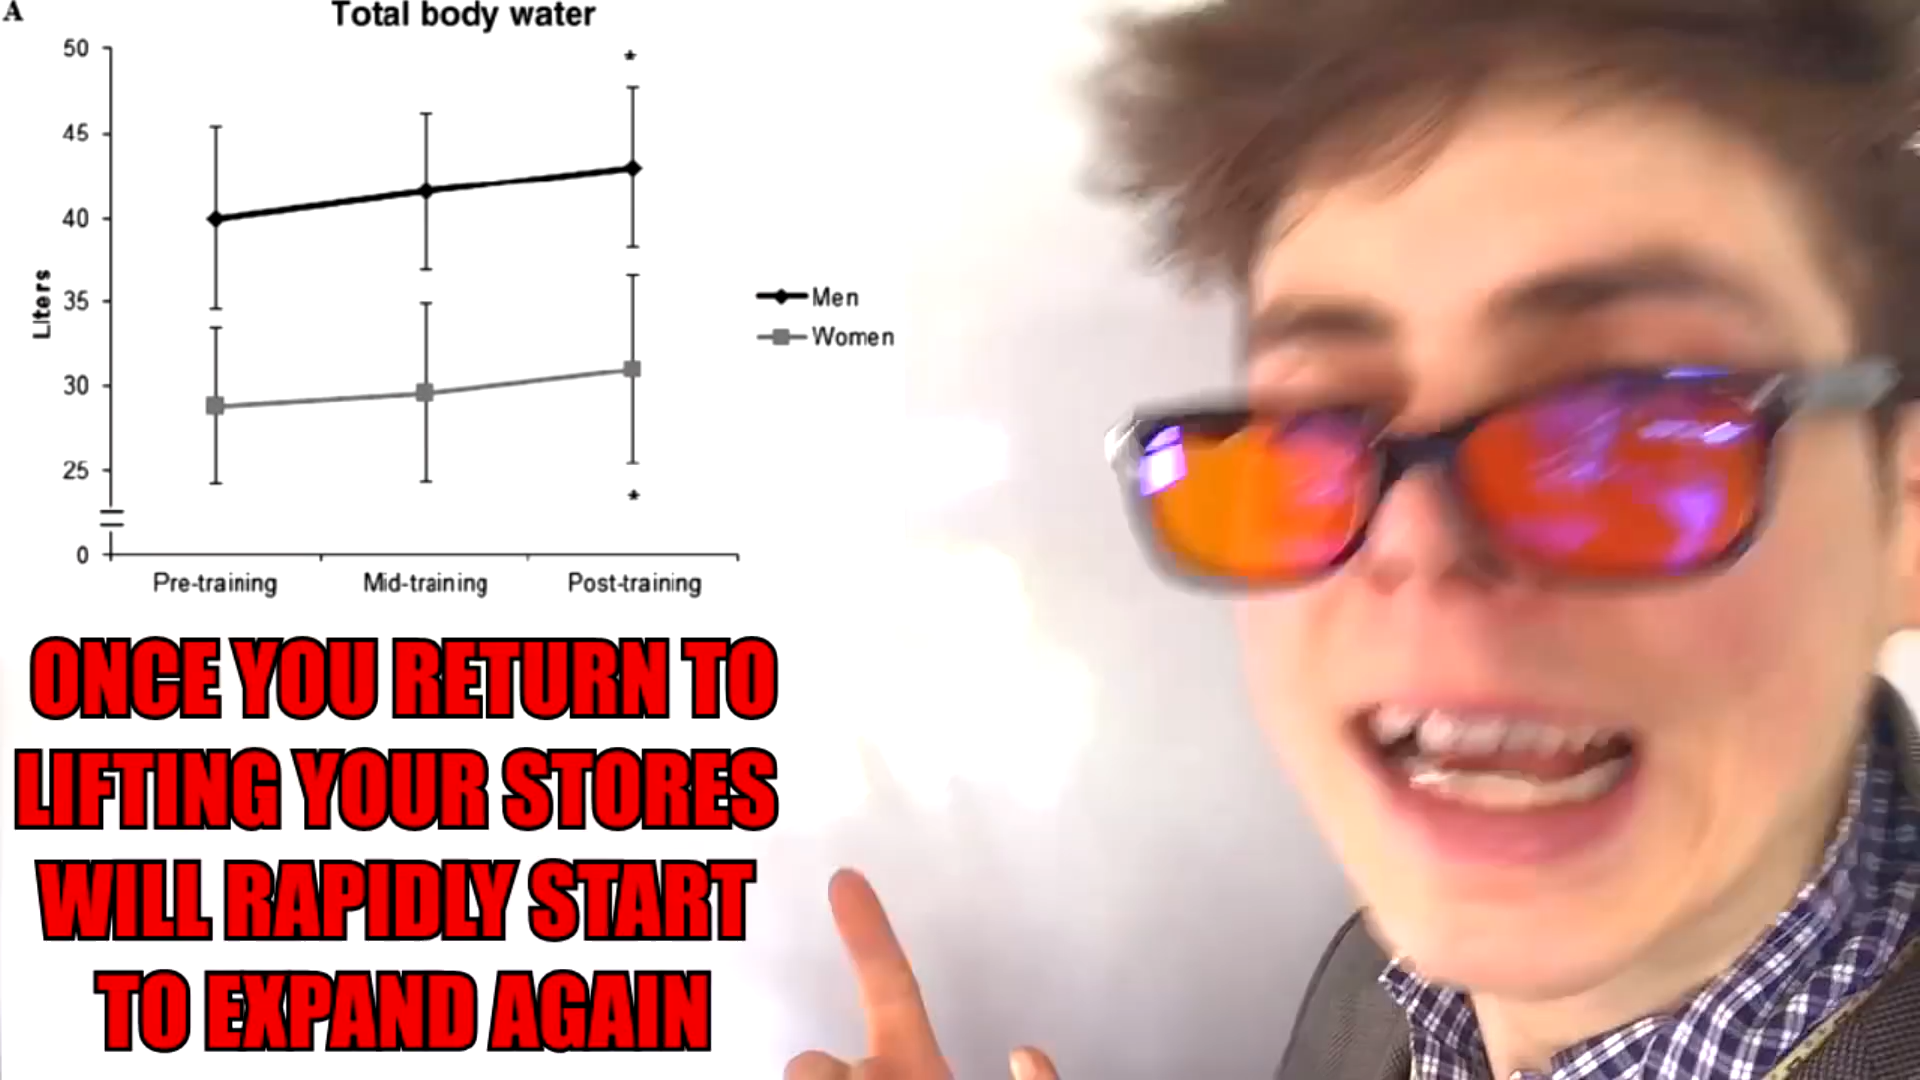 A
Total body water
50
45
40
35
30
25
0
Liters
*
*
Men
Women
Pre-training Mid-training Post-training
ONCE YOU RETURN TO
LIFTING YOUR STORES
WILL RAPIDLY START
TO EXPAND AGAIN